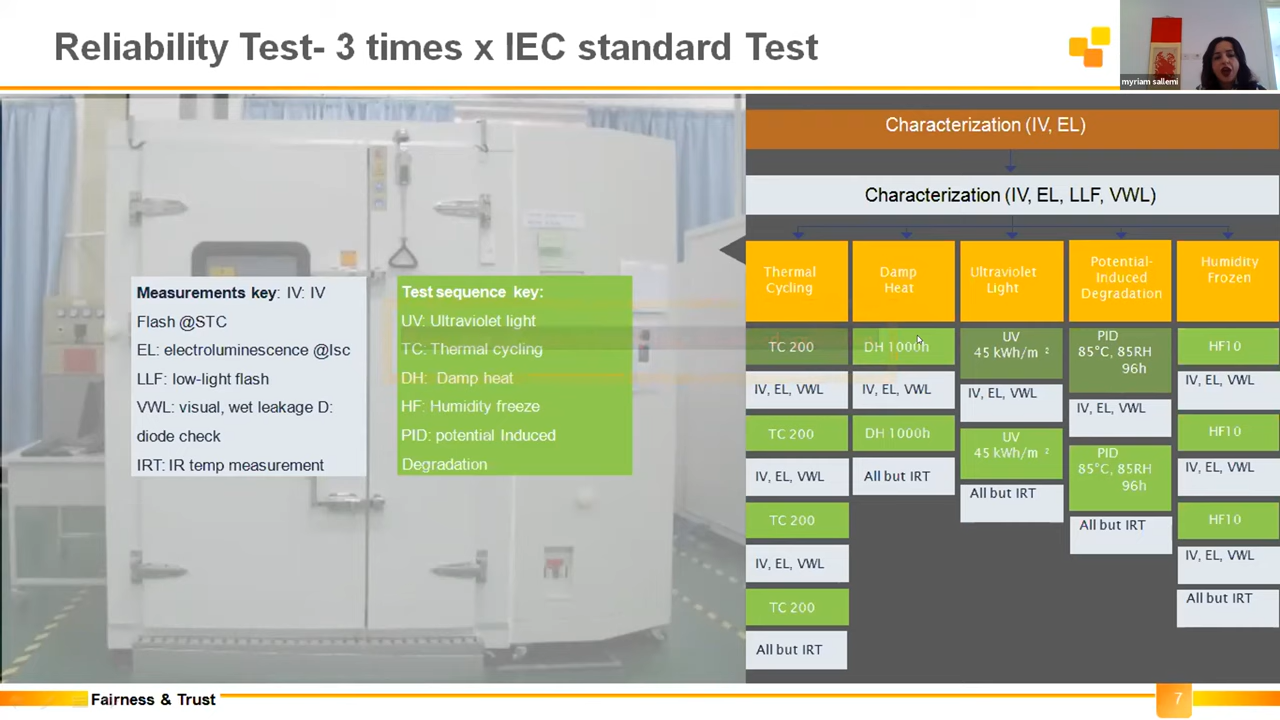 Reliability Test- 3 times x IEC standard Test
myriam sallemi
Measurements key: IV: IV
Flash @STC
EL: electroluminescence @Isc
LLF: low-light flash
VWL: visual, wet leakage D:
diode check
IRT: IR temp measurement
Test sequence key:
UV: Ultraviolet light
TC: Thermal cycling
DH: Damp heat
HF: Humidity freeze
PID: potential Induced
Degradation
Characterization (IV, EL)
Characterization (IV, EL, LLF, VWL)
Thermal
Cycling
TC 200
IV, EL, VWL
TC 200
IV, EL, VWL
TC 200
IV, EL, VWL
TC 200
All but IRT
Damp
Heat
DH 1000h
IV, EL, VWL
DH 1000h
All but IRT
Ultraviolet
Light
UV
45 kWh/m ²
IV, EL, VWL
UV
45 kWh/m ²
All but IRT
Potential-
Induced
Degradation
PID
85°C, 85RH
96h
IV, EL, VWL
PID
85°C, 85RH
96h
All but IRT
Humidity
Frozen
HF10
IV, EL, VWL
HF10
IV, EL, VWL
HF10
IV, EL, VWL
All but IRT
Fairness & Trust
7